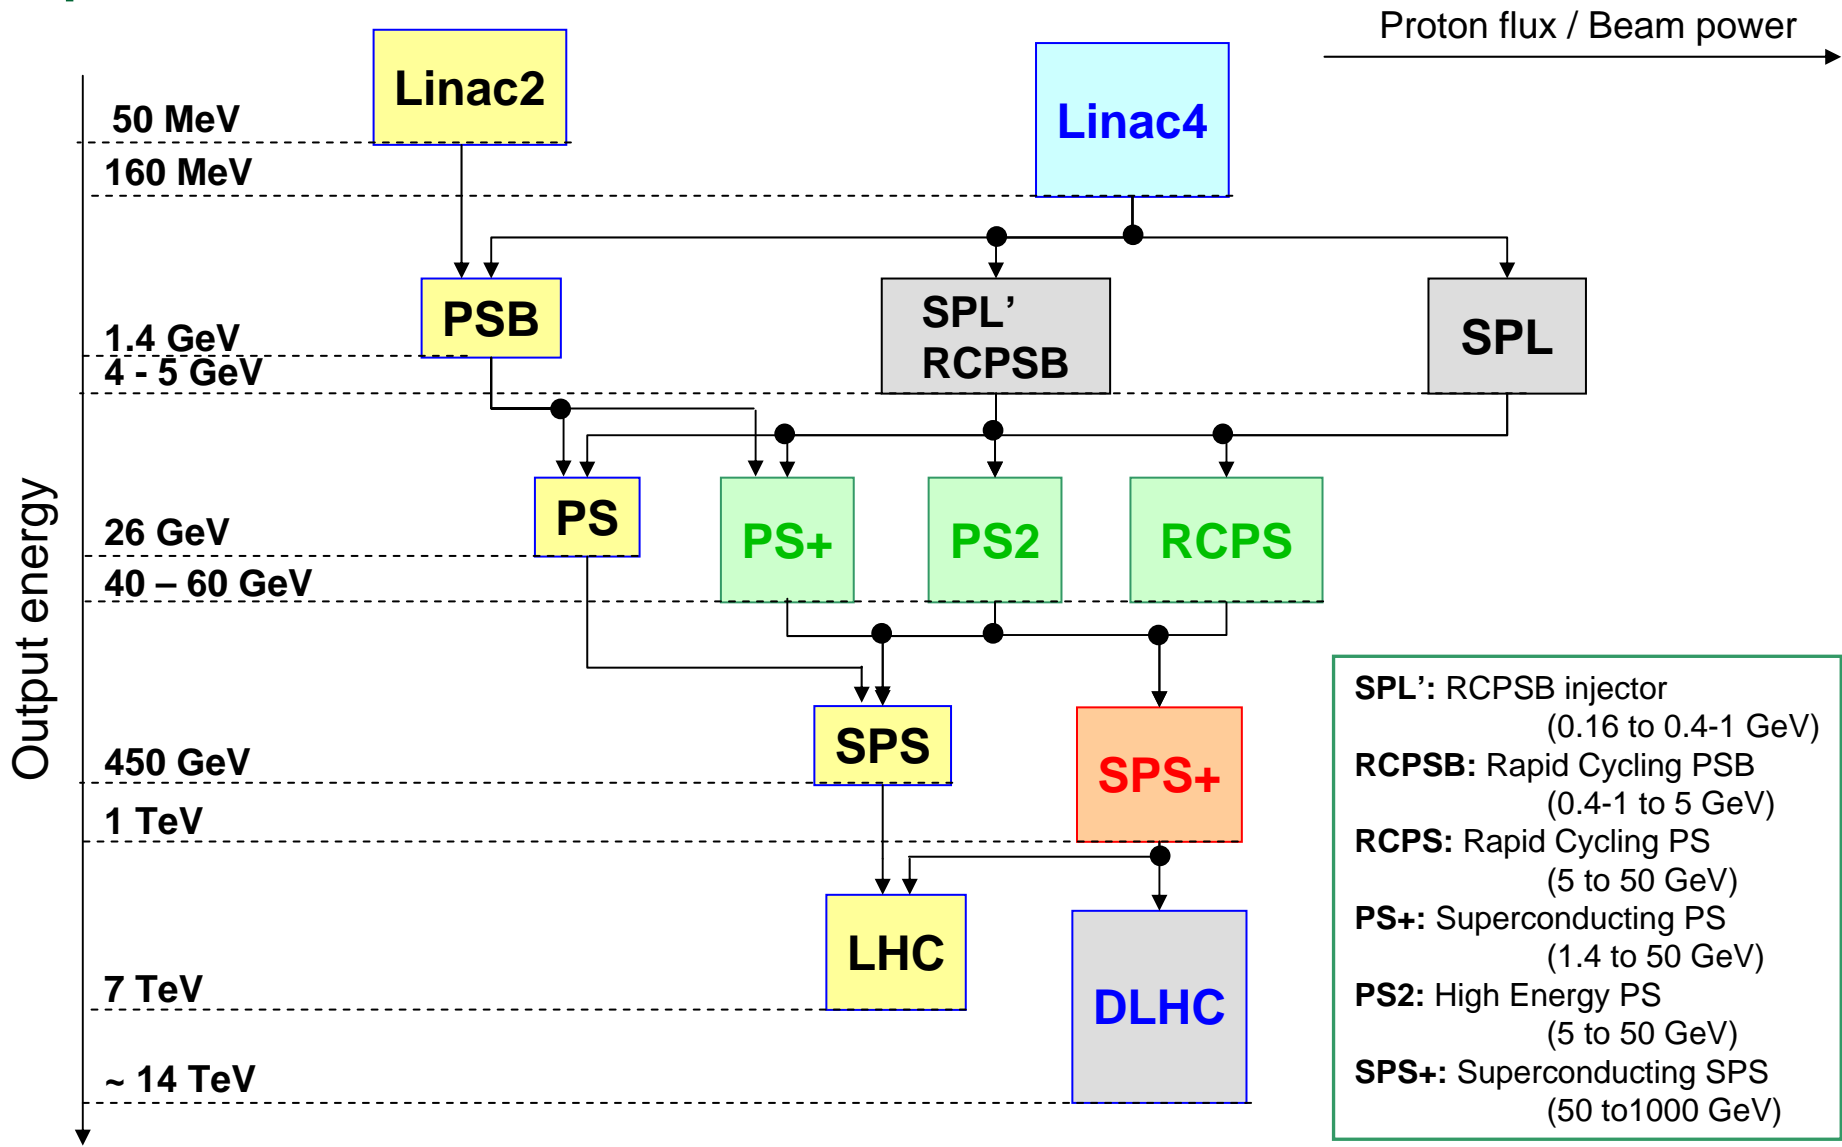 Proton flux / Beam power
Linac2
Linac4
50 MeV
160 MeV
PSB
SPL’
RCPSB
SPL
1.4 GeV
4 - 5 GeV
PS
PS+
PS2
RCPS
26 GeV
40 – 60 GeV
Output energy
SPS
SPS+
450 GeV
1 TeV
LHC
DLHC
7 TeV
~ 14 TeV
SPL’: RCPSB injector
(0.16 to 0.4-1 GeV)
RCPSB: Rapid Cycling PSB
(0.4-1 to 5 GeV)
RCPS: Rapid Cycling PS
(5 to 50 GeV)
PS+: Superconducting PS
(1.4 to 50 GeV)
PS2: High Energy PS
(5 to 50 GeV)
SPS+: Superconducting SPS
(50 to1000 GeV)